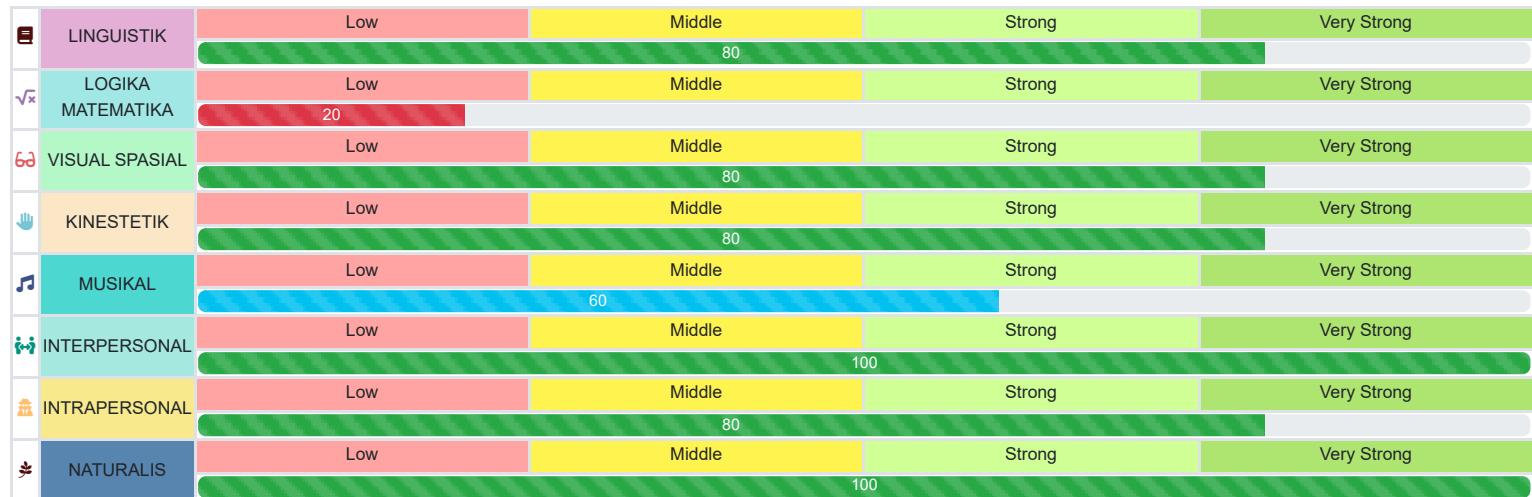 LINGUISTIK
Low Middle Strong Very Strong
80
LOGIKA
MATEMATIKA
Low Middle Strong Very Strong
20
VISUAL SPASIAL
Low Middle Strong Very Strong
80
KINESTETIK
Low Middle Strong Very Strong
80
MUSIKAL
Low Middle Strong Very Strong
60
INTERPERSONAL
Low Middle Strong Very Strong
100
INTRAPERSONAL
Low Middle Strong Very Strong
80
NATURALIS
Low Middle Strong Very Strong
100